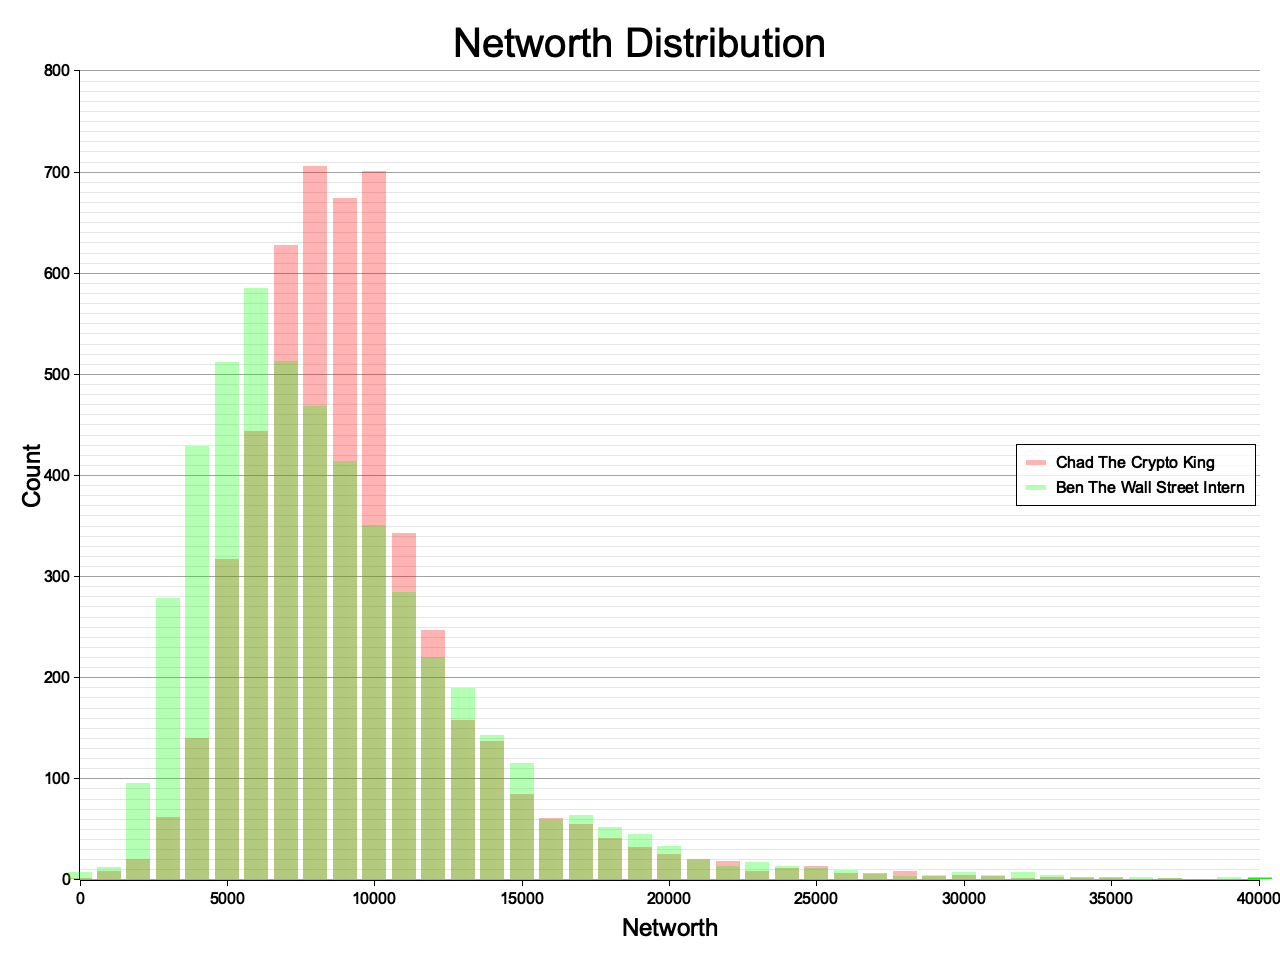 Networth Distribution
800
700
600
500
400
300
200
100
0
Count
Chad The Crypto King
Ben The Wall Street Intern
0 5000 10000 15000 20000 25000 30000 35000 40000
Networth